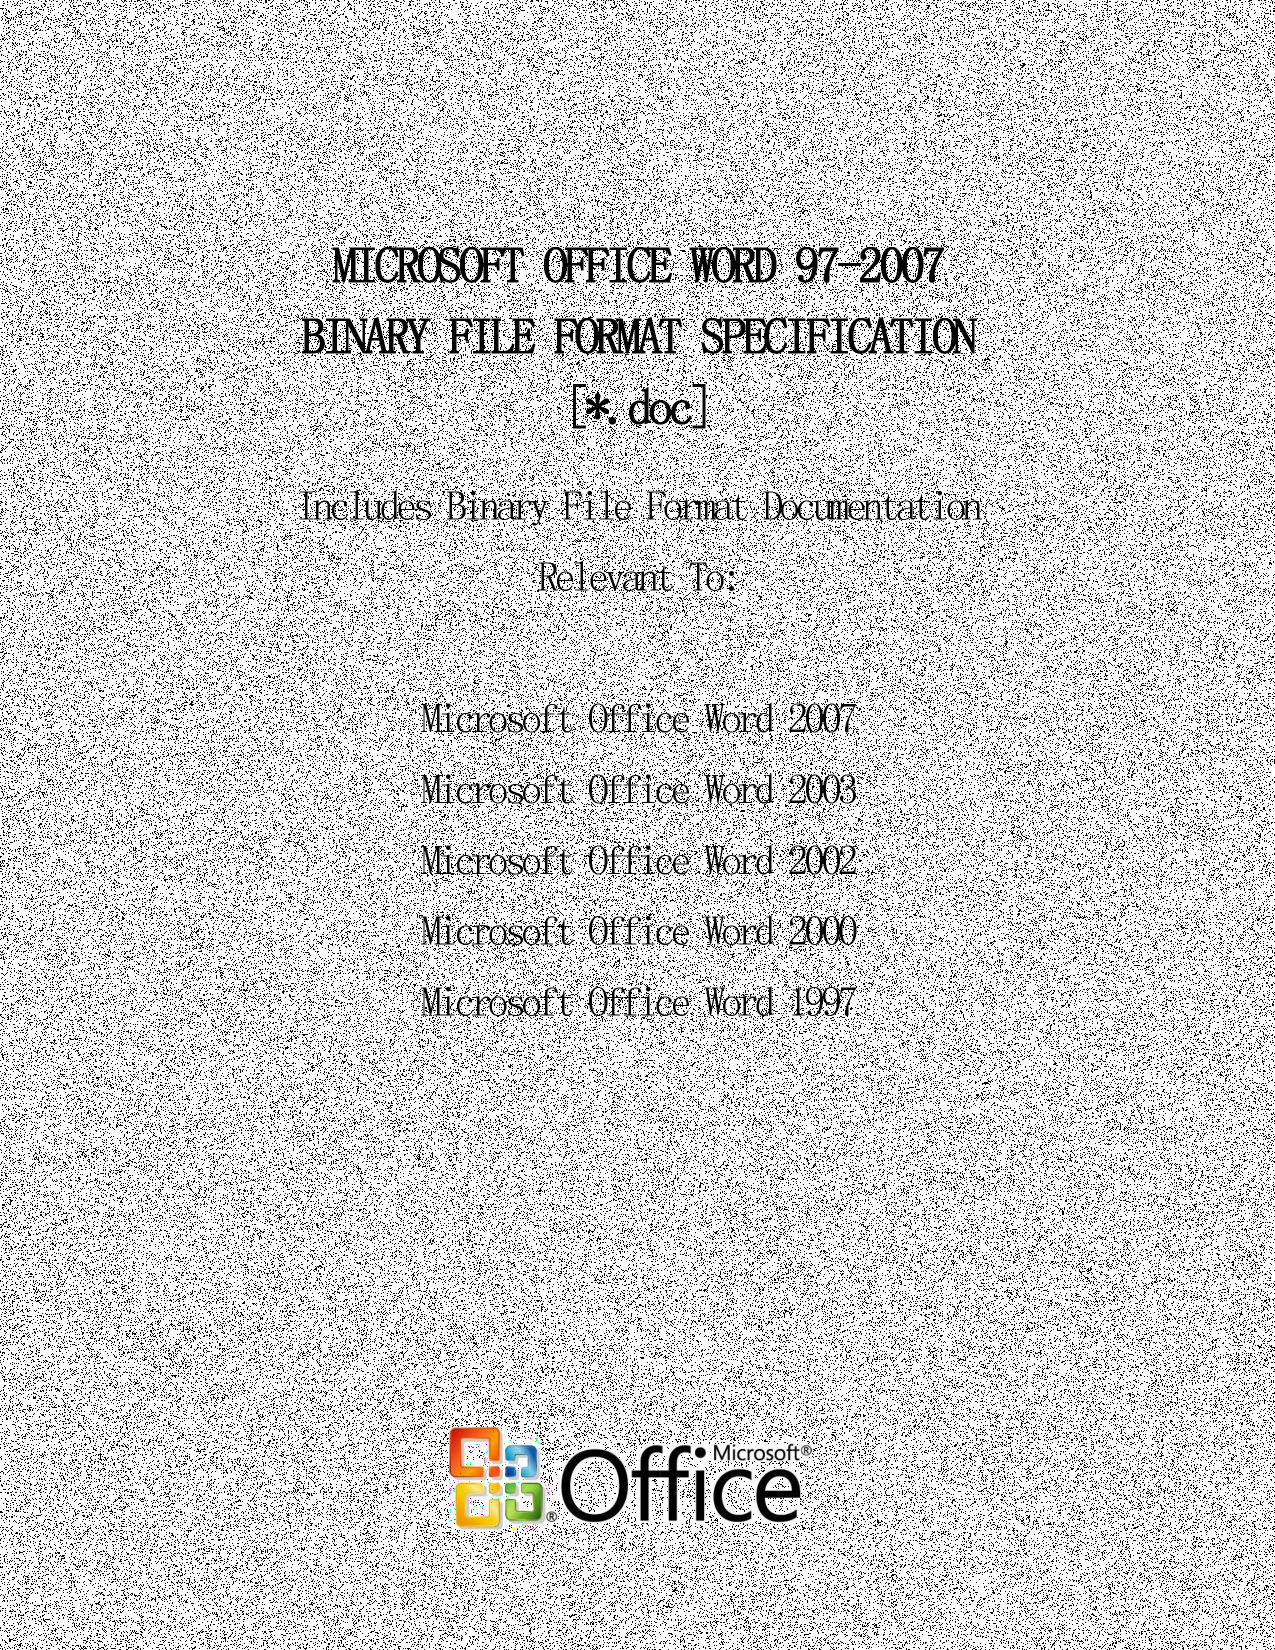 MICROSOFT OFFICE WORD 97-2007
BINARY FILE FORMAT SPECIFICATION
[*.doc]
Includes Binary File Format Documentation
Relevant To:
Microsoft Office Word 2007
Microsoft Office Word 2003
Microsoft Office Word 2002
Microsoft Office Word 2000
Microsoft Office Word 1997
Microsoft®
® Office